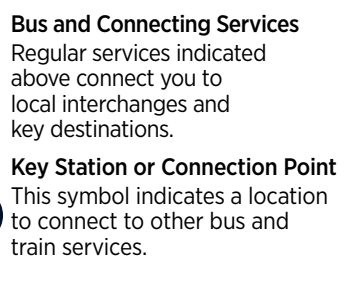 Bus and Connecting Services
Regular services indicated
above connect you to
local interchanges and
key destinations.
Key Station or Connection Point
This symbol indicates a location
to connect to other bus and
train services.